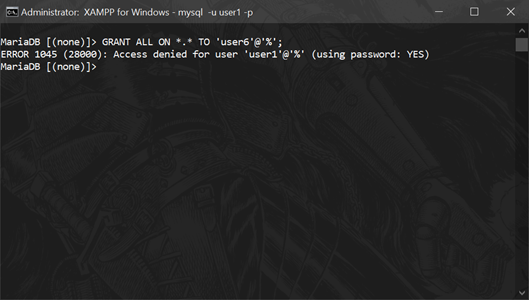 Administrator: XAMPP for Windows - mysql -u user1 -p
MariaDB [(none)]> GRANT ALL ON *.* TO 'user6'@'%';
ERROR 1045 (28000): Access denied for user 'user1'@'%' (using password: YES)
MariaDB [(none)]>